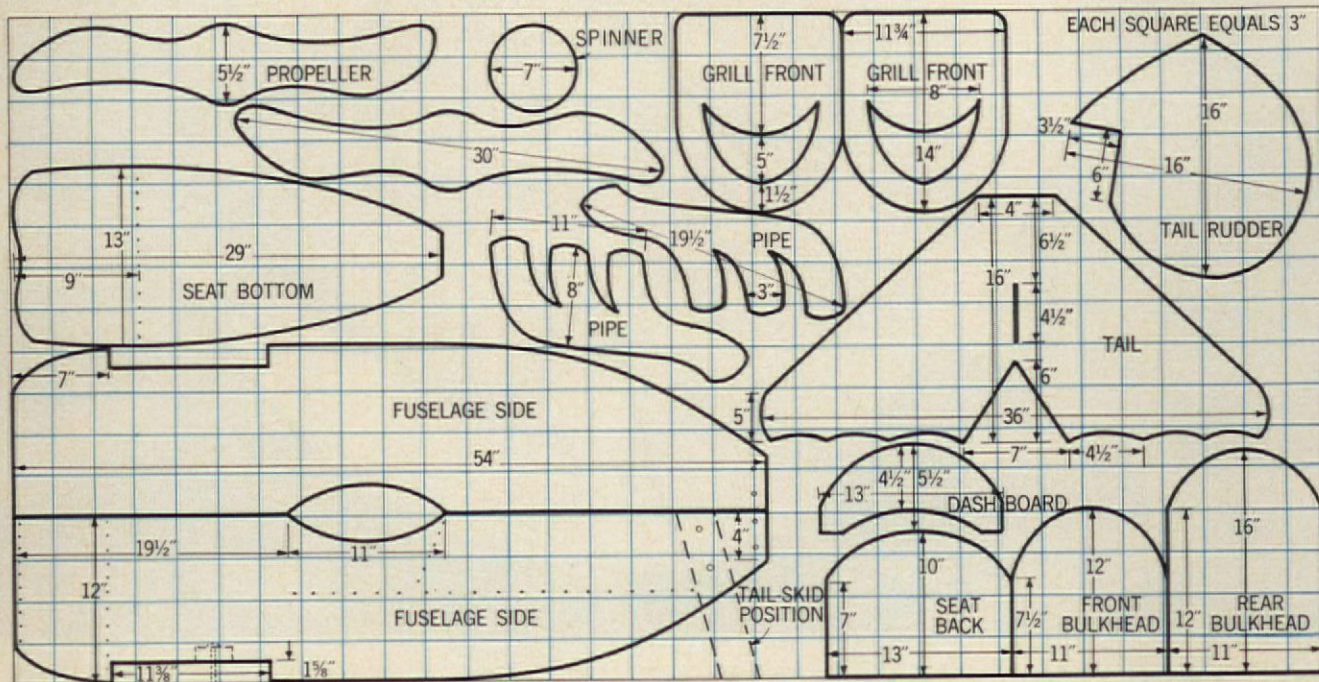 EACH SQUARE EQUALS 3"
SPINNER
7½"
11¾"
5½"
PROPELLER
7"
GRILL FRONT
GRILL FRONT
8"
16"
3½"
30"
5"
14"
16"
6"
1½"
4"
11"
19½"
PIPE
6½"
TAIL RUDDER
13"
29"
9"
16"
SEAT BOTTOM
8"
3"
4½"
PIPE
TAIL
7"
6"
FUSELAGE SIDE
5"
36"
54"
7"
4½"
4½"
5½"
13"
DASH BOARD
16"
19½"
11"
4"
12"
10"
12"
TAIL-SKID
POSITION
FUSELAGE SIDE
7"
SEAT
BACK
7½"
FRONT
BULKHEAD
12"
REAR
BULKHEAD
11⅜"
1⅝"
13"
11"
11"